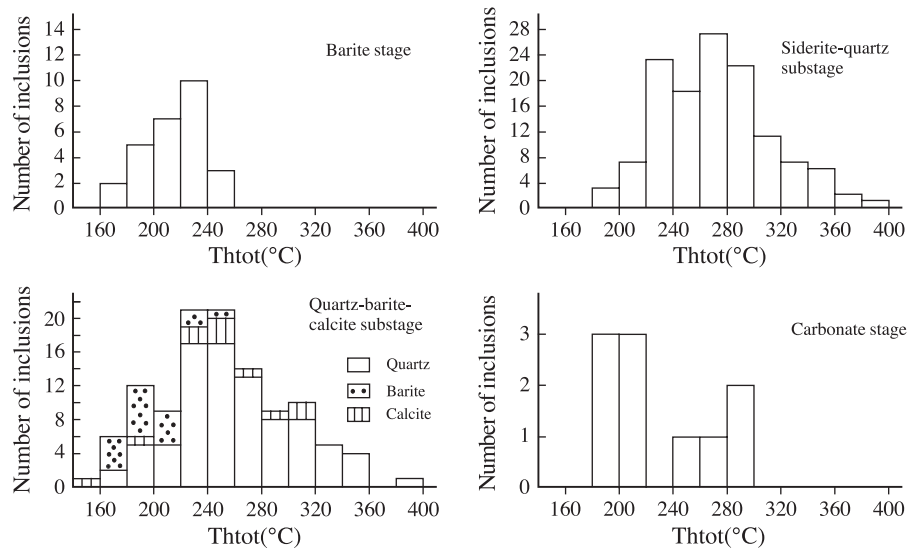 Number of inclusions
14
12
10
8
6
4
2
0
Barite stage
160 200 240 280 320 360 400
Thtot(°C)
Number of inclusions
28
24
20
16
12
8
4
0
Siderite-quartz
substage
160 200 240 280 320 360 400
Thtot(°C)
Number of inclusions
20
16
12
8
4
0
Quartz-barite-
calcite substage
Quartz
Barite
Calcite
160 200 240 280 320 360 400
Thtot(°C)
Number of inclusions
3
2
1
0
Carbonate stage
160 200 240 280 320 360 400
Thtot(°C)